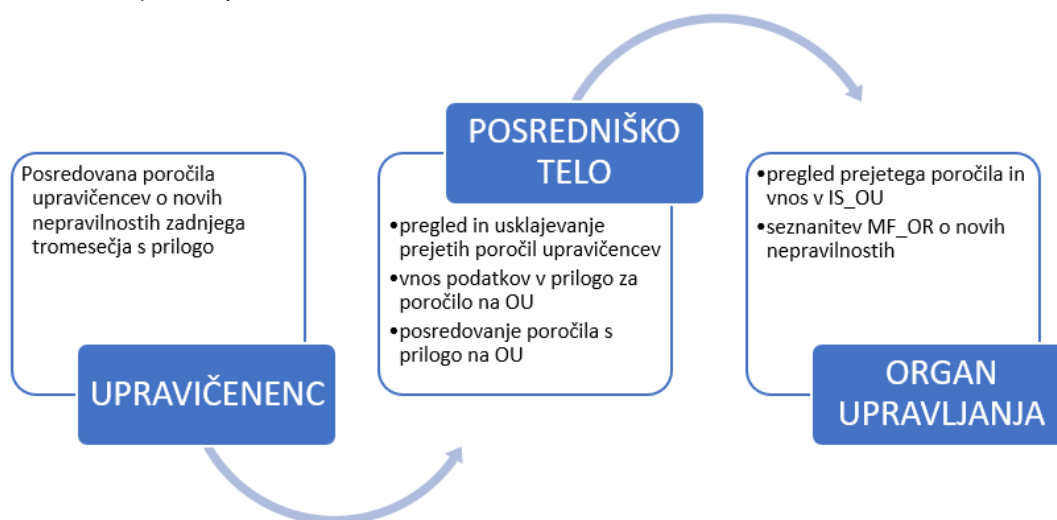 Posredovana poročila
upravičencev o novih
nepravilnostih zadnjega
tromesečja s prilogo
UPRAVIČENENC
POSREDNIŠKO
TELO
•pregled in usklajevanje
prejetih poročil upravičencev
•vnos podatkov v prilogo za
poročilo na OU
•posredovanje poročila s
prilogo na OU
•pregled prejetega poročila in
vnos v IS_OU
•seznanitev MF_OR o novih
nepravilnostih
ORGAN
UPRAVLJANJA